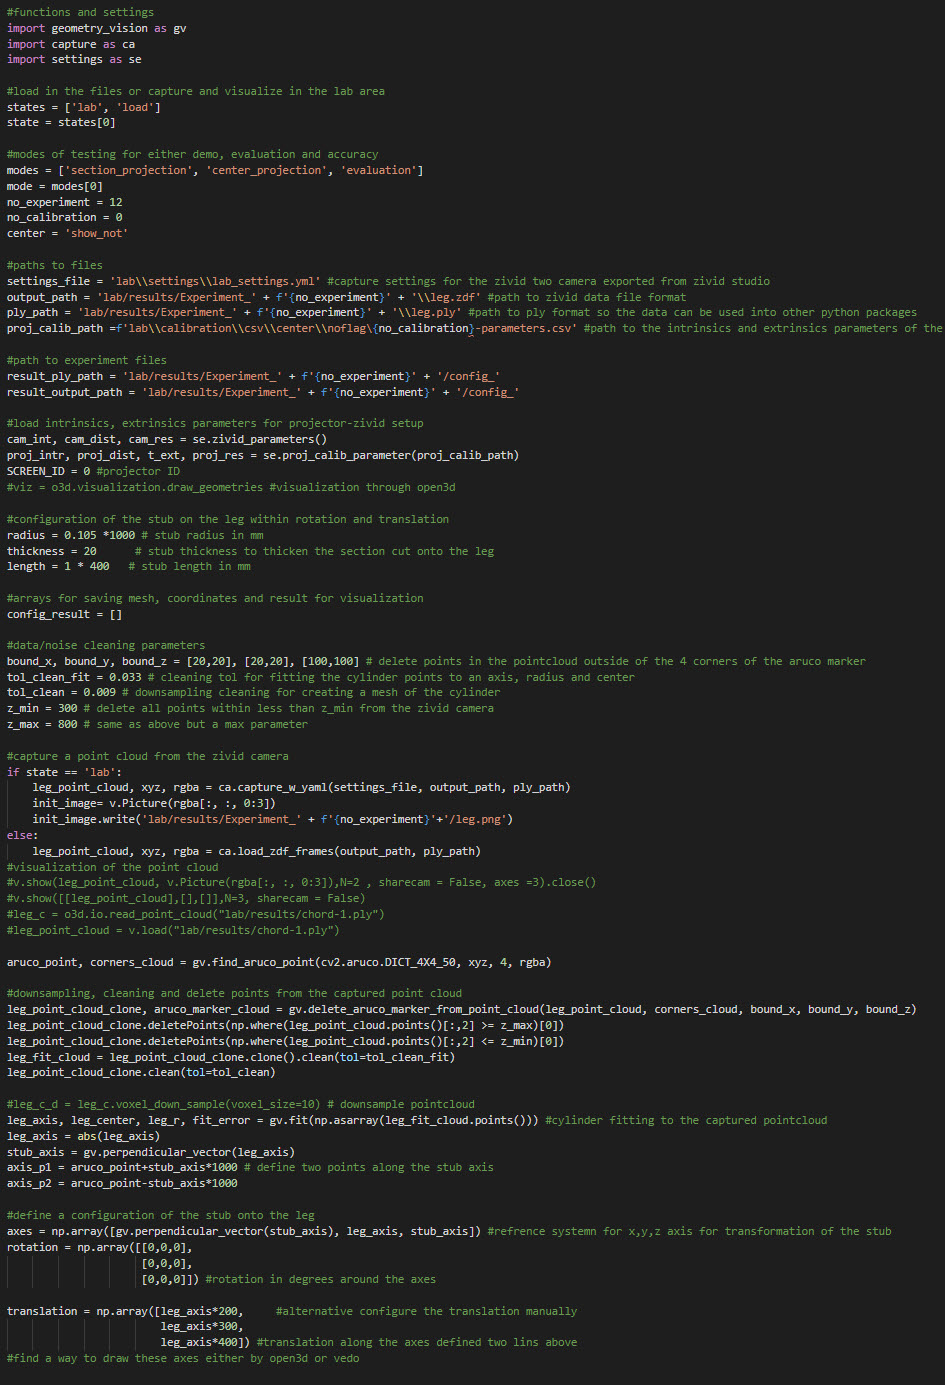 #functions and settings
import geometry_vision as gv
import capture as ca
import settings as se
#load in the files or capture and visualize in the lab area
states = ['lab', 'load']
state = states[0]
#modes of testing for either demo, evaluation and accuracy
modes = ['section_projection', 'center_projection', 'evaluation']
mode = modes[0]
no_experiment = 12
no_calibration = 0
center = 'show_not'
#paths to files
settings_file = 'lab\\settings\\lab_settings.yml' #capture settings for the zivid two camera exported from zivid studio
output_path = 'lab/results/Experiment_' + f'{no_experiment}' + '\\leg.zdf' #path to zivid data file format
ply_path = 'lab/results/Experiment_' + f'{no_experiment}' + '\\leg.ply' #path to ply format so the data can be used into other python packages
proj_calib_path =f'lab\\calibration\\csv\\center\\noflag\{no_calibration}-parameters.csv' #path to the intrinsics and extrinsics parameters of the
#path to experiment files
result_ply_path = 'lab/results/Experiment_' + f'{no_experiment}' + '/config_'
result_output_path = 'lab/results/Experiment_' + f'{no_experiment}' + '/config_'
#load intrinsics, extrinsics parameters for projector-zivid setup
cam_int, cam_dist, cam_res = se.zivid_parameters()
proj_intr, proj_dist, t_ext, proj_res = se.proj_calib_parameter(proj_calib_path)
SCREEN_ID = 0 #projector ID
#viz = o3d.visualization.draw_geometries #visualization through open3d
#configuration of the stub on the leg within rotation and translation
radius = 0.105 *1000 # stub radius in mm
thickness = 20 # stub thickness to thicken the section cut onto the leg
length = 1 * 400 # stub length in mm
#arrays for saving mesh, coordinates and result for visualization
config_result = []
#data/noise cleaning parameters
bound_x, bound_y, bound_z = [20,20], [20,20], [100,100] # delete points in the pointcloud outside of the 4 corners of the aruco marker
tol_clean_fit = 0.033 # cleaning tol for fitting the cylinder points to an axis, radius and center
tol_clean = 0.009 # downsampling cleaning for creating a mesh of the cylinder
z_min = 300 # delete all points within less than z_min from the zivid camera
z_max = 800 # same as above but a max parameter
#capture a point cloud from the zivid camera
if state == 'lab':
leg_point_cloud, xyz, rgba = ca.capture_w_yaml(settings_file, output_path, ply_path)
init_image= v.Picture(rgba[:, :, 0:3])
init_image.write('lab/results/Experiment_' + f'{no_experiment}'+'/leg.png')
else:
leg_point_cloud, xyz, rgba = ca.load_zdf_frames(output_path, ply_path)
#visualization of the point cloud
#v.show(leg_point_cloud, v.Picture(rgba[:, :, 0:3]),N=2 , sharecam = False, axes =3).close()
#v.show([[leg_point_cloud],[],[]],N=3, sharecam = False)
#leg_c = o3d.io.read_point_cloud("lab/results/chord-1.ply")
#leg_point_cloud = v.load("lab/results/chord-1.ply")
aruco_point, corners_cloud = gv.find_aruco_point(cv2.aruco.DICT_4X4_50, xyz, 4, rgba)
#downsampling, cleaning and delete points from the captured point cloud
leg_point_cloud_clone, aruco_marker_cloud = gv.delete_aruco_marker_from_point_cloud(leg_point_cloud, corners_cloud, bound_x, bound_y, bound_z)
leg_point_cloud_clone.deletePoints(np.where(leg_point_cloud.points()[:,2] >= z_max)[0])
leg_point_cloud_clone.deletePoints(np.where(leg_point_cloud.points()[:,2] <= z_min)[0])
leg_fit_cloud = leg_point_cloud_clone.clone().clean(tol=tol_clean_fit)
leg_point_cloud_clone.clean(tol=tol_clean)
#leg_c_d = leg_c.voxel_down_sample(voxel_size=10) # downsample pointcloud
leg_axis, leg_center, leg_r, fit_error = gv.fit(np.asarray(leg_fit_cloud.points())) #cylinder fitting to the captured pointcloud
leg_axis = abs(leg_axis)
stub_axis = gv.perpendicular_vector(leg_axis)
axis_p1 = aruco_point+stub_axis*1000 # define two points along the stub axis
axis_p2 = aruco_point-stub_axis*1000
#define a configuration of the stub onto the leg
axes = np.array([gv.perpendicular_vector(stub_axis), leg_axis, stub_axis]) #refrence systemn for x,y,z axis for transformation of the stub
rotation = np.array([[0,0,0],
[0,0,0],
[0,0,0]]) #rotation in degrees around the axes
translation = np.array([leg_axis*200, #alternative configure the translation manually
leg_axis*300,
leg_axis*400]) #translation along the axes defined two lins above
#find a way to draw these axes either by open3d or vedo